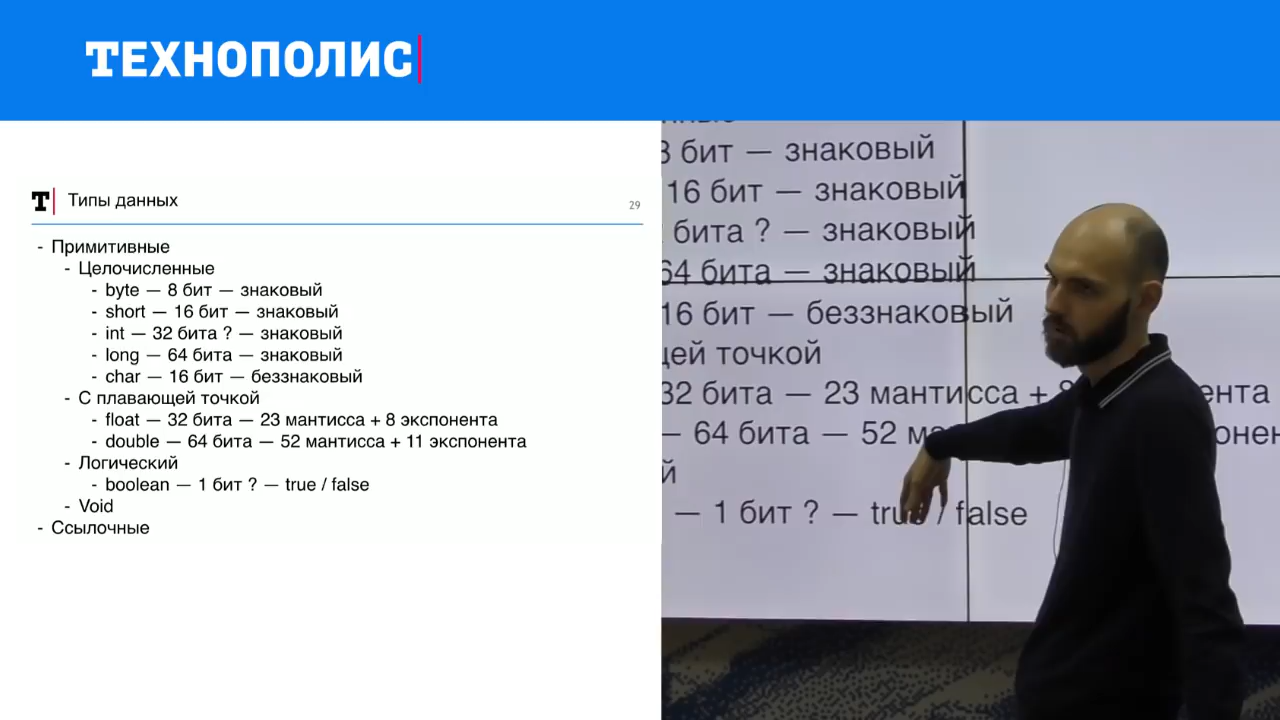 ТЕХНОПОЛИС
Т Типы данных
29
- Примитивные
- Целочисленные
- byte — 8 бит — знаковый
- short — 16 бит — знаковый
- int — 32 бита ? — знаковый
- long — 64 бита — знаковый
- char — 16 бит — беззнаковый
- С плавающей точкой
- float — 32 бита — 23 мантисса + 8 экспонента
- double — 64 бита — 52 мантисса + 11 экспонента
- Логический
- boolean — 1 бит ? — true / false
- Void
- Ссылочные
бит — знаковый
16 бит — знаковый
бита ? — знаковый
64 бита — знаковый
16 бит — беззнаковый
точкой
32 бита — 23 мантисса +
— 64 бита — 52
— 1 бит ? — true / false